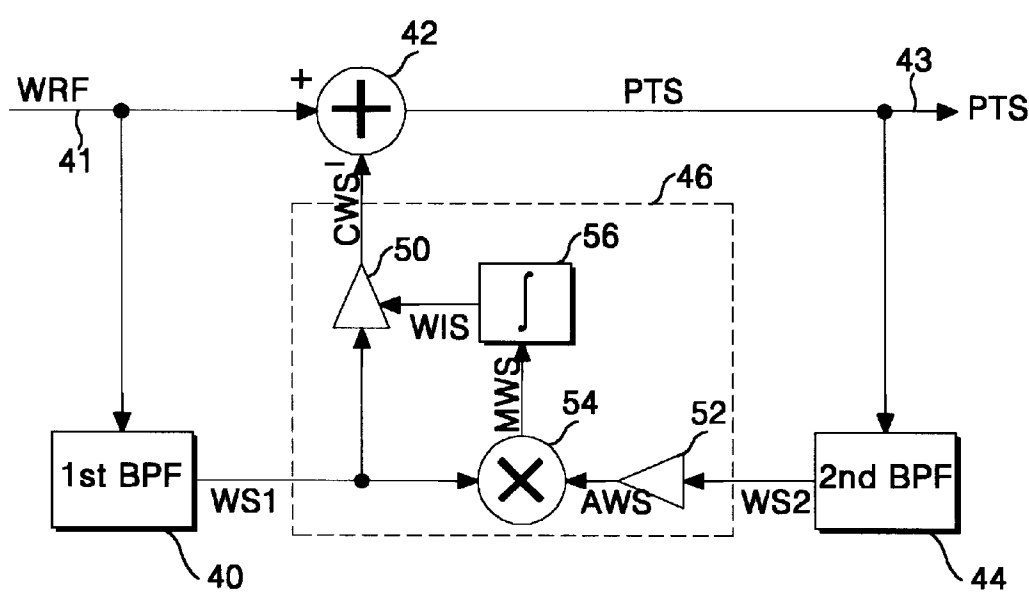 42
43
WRF
+
PTS
PTS
41
CWS
46
50
56
∫
WIS
MWS
54
52
1st BPF
WS1
AWS
WS2
2nd BPF
40
44